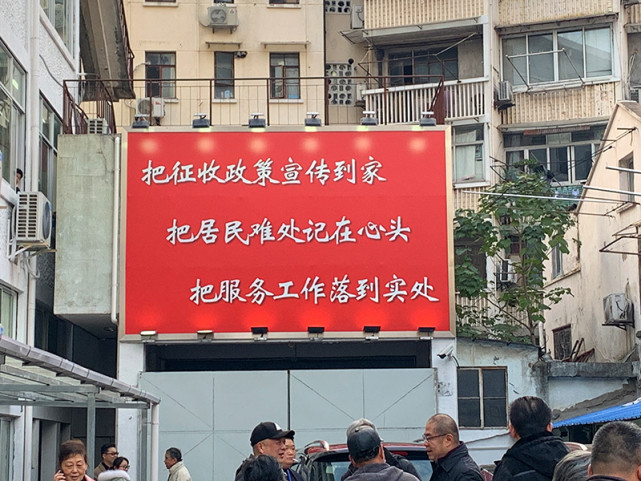 把征收政策宣传到家
把居民难处记在心头
把服务工作落到实处